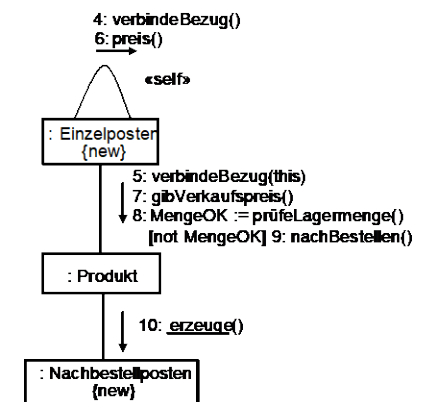 4: verbindeBezug()
6: preis()
«self»
: Einzelposten
{new}
5: verbindeBezug(this)
7: gibVerkaufspreis()
8: MengeOK := prüfeLagermenge()
[not MengeOK] 9: nachBestellen()
: Produkt
10: erzeuge()
: Nachbestellposten
{new}